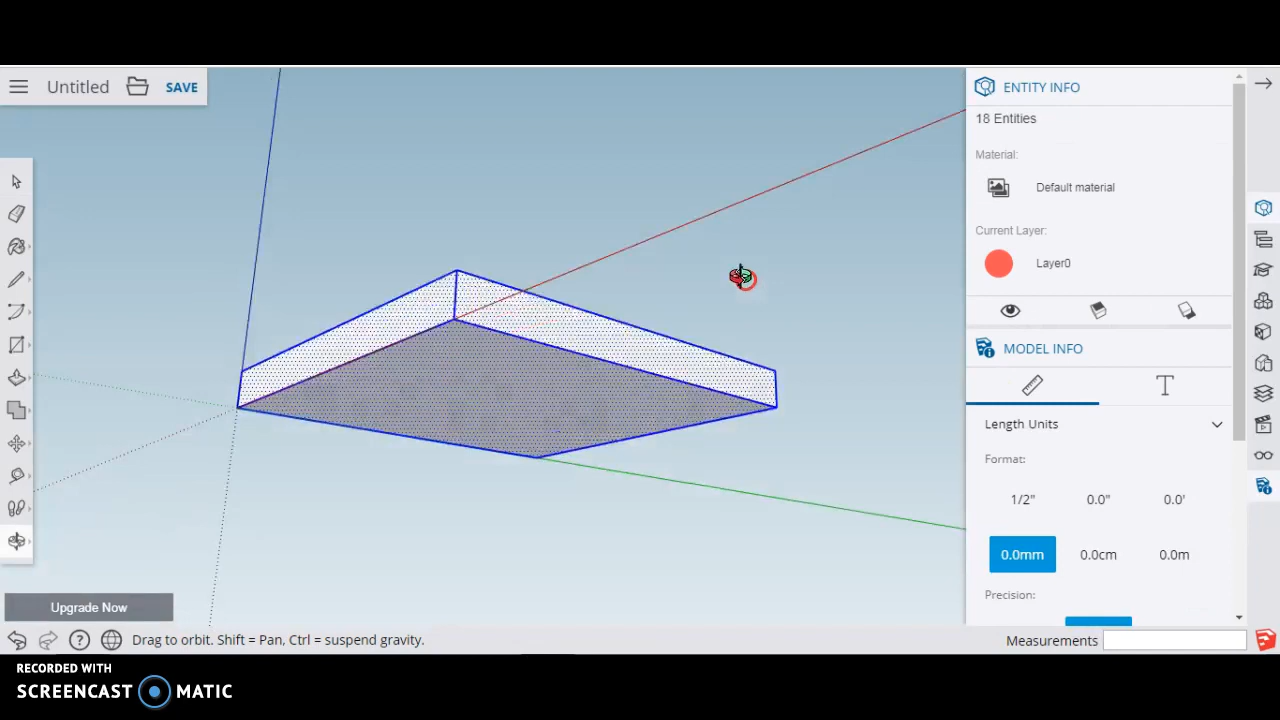 Untitled SAVE
ENTITY INFO
18 Entities
Material:
Default material
Current Layer:
Layer0
MODEL INFO
Length Units
Format:
1/2" 0.0" 0.0'
0.0mm 0.0cm 0.0m
Precision:
Upgrade Now
Drag to orbit. Shift = Pan, Ctrl = suspend gravity.
Measurements
RECORDED WITH
SCREENCAST MATIC